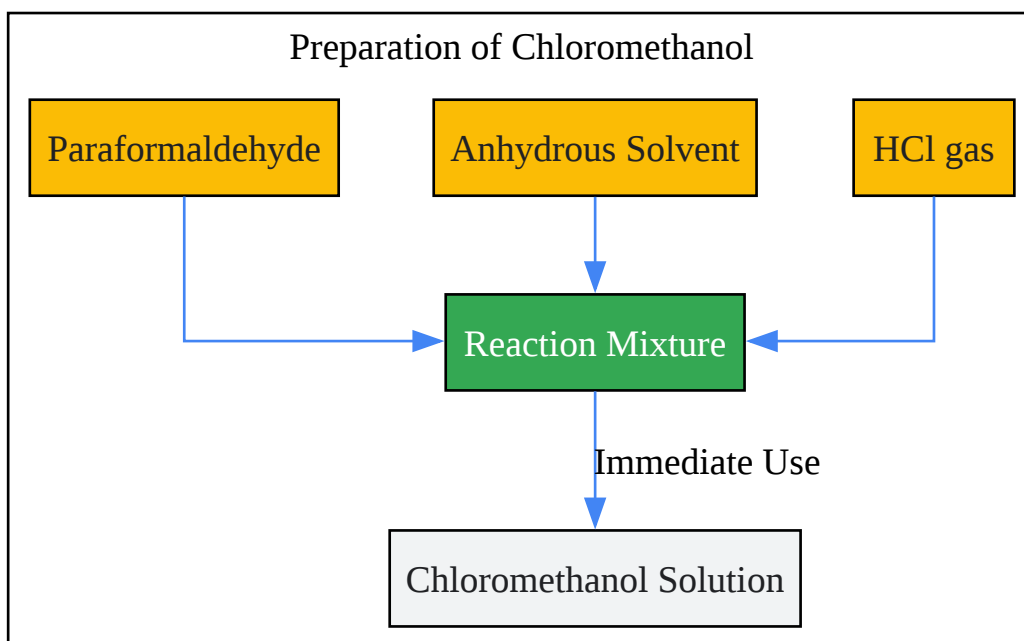 Preparation of Chloromethanol
Paraformaldehyde
Anhydrous Solvent
HCl gas
Reaction Mixture
Immediate Use
Chloromethanol Solution